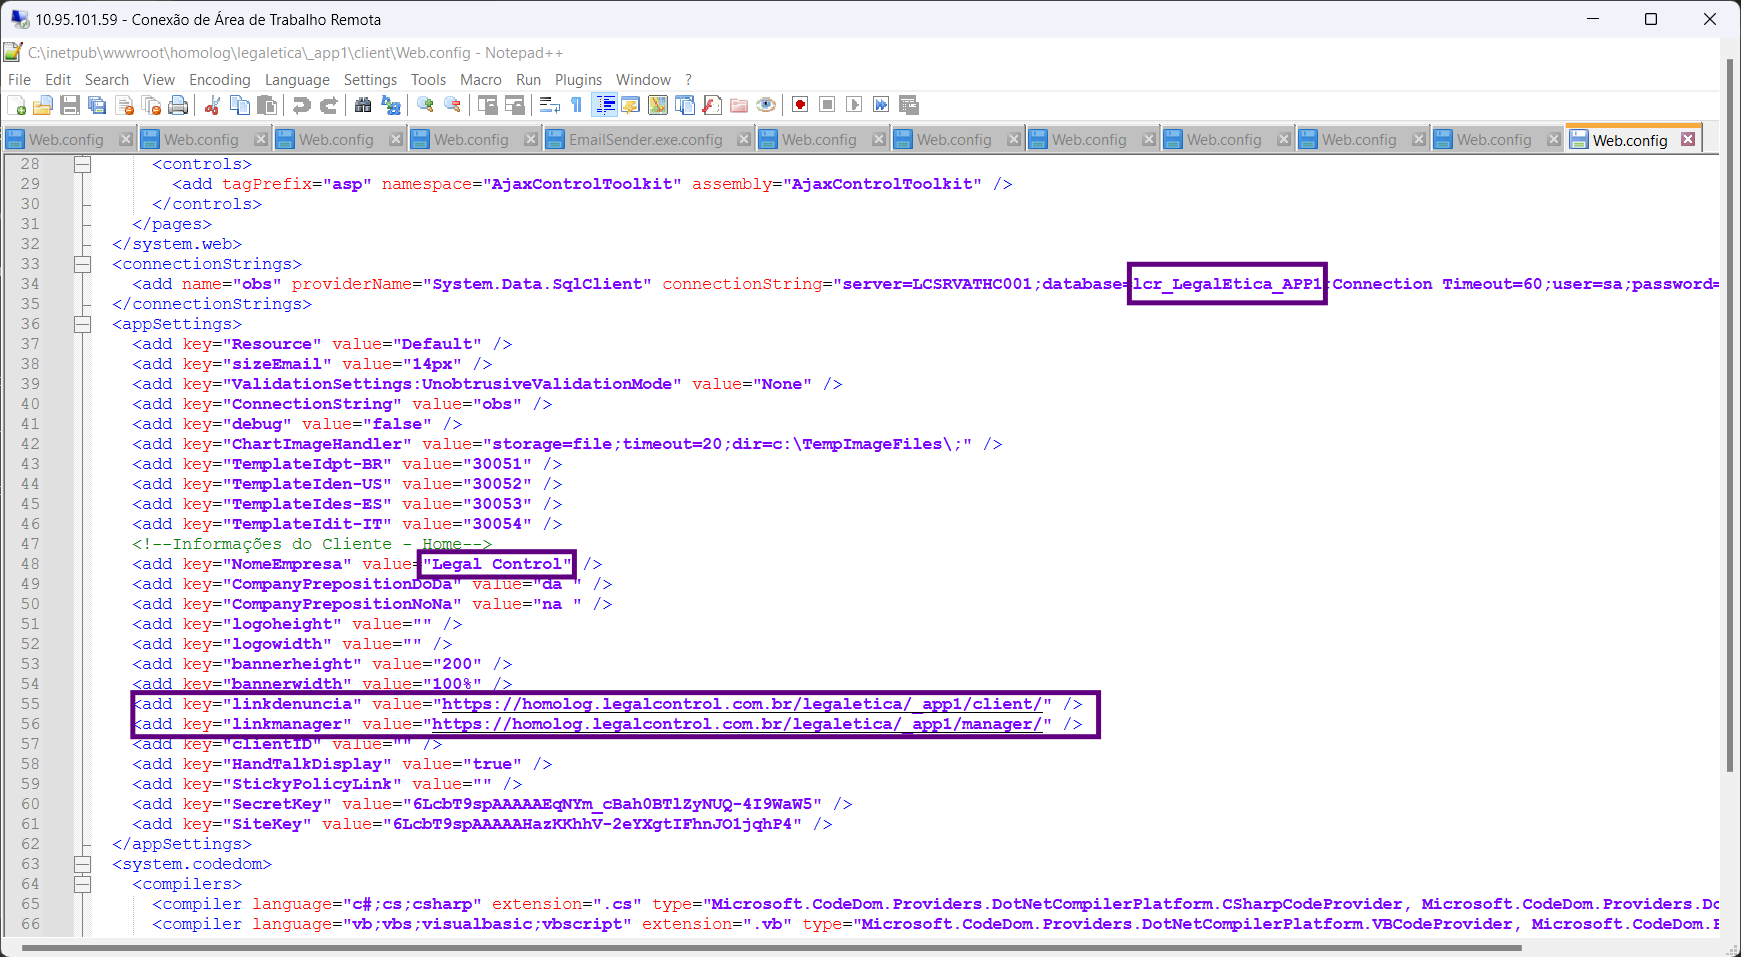 10.95.101.59 - Conexão de Área de Trabalho Remota
C:\inetpub\wwwroot\homolog\legaletica\_app1\client\Web.config - Notepad++
File Edit Search View Encoding Language Settings Tools Macro Run Plugins Window ?
Web.config Web.config Web.config Web.config EmailSender.exe.config Web.config Web.config Web.config Web.config Web.config Web.config Web.config
28 <controls>
29 <add tagPrefix="asp" namespace="AjaxControlToolkit" assembly="AjaxControlToolkit" />
30 </controls>
31 </pages>
32 </system.web>
33 <connectionStrings>
34 <add name="obs" providerName="System.Data.SqlClient" connectionString="server=LCSRVATHC001;database=lcr_LegalEtica_APP1;Connection Timeout=60;user=sa;password=
35 </connectionStrings>
36 <appSettings>
37 <add key="Resource" value="Default" />
38 <add key="sizeEmail" value="14px" />
39 <add key="ValidationSettings:UnobtrusiveValidationMode" value="None" />
40 <add key="ConnectionString" value="obs" />
41 <add key="debug" value="false" />
42 <add key="ChartImageHandler" value="storage=file;timeout=20;dir=c:\TempImageFiles\;" />
43 <add key="TemplateIdpt-BR" value="30051" />
44 <add key="TemplateIden-US" value="30052" />
45 <add key="TemplateIdes-ES" value="30053" />
46 <add key="TemplateIdit-IT" value="30054" />
47 <!--Informações do Cliente - Home-->
48 <add key="NomeEmpresa" value="Legal Control" />
49 <add key="CompanyPrepositionDoDa" value="da " />
50 <add key="CompanyPrepositionNoNa" value="na " />
51 <add key="logoheight" value="" />
52 <add key="logowidth" value="" />
53 <add key="bannerheight" value="200" />
54 <add key="bannerwidth" value="100%" />
55 <add key="linkdenuncia" value="https://homolog.legalcontrol.com.br/legaletica/_app1/client/" />
56 <add key="linkmanager" value="https://homolog.legalcontrol.com.br/legaletica/_app1/manager/" />
57 <add key="clientID" value="" />
58 <add key="HandTalkDisplay" value="true" />
59 <add key="StickyPolicyLink" value="" />
60 <add key="SecretKey" value="6LcbT9spAAAAAEqNYm_cBah0BTlZyNUQ-4I9WaW5" />
61 <add key="SiteKey" value="6LcbT9spAAAAAHazKKhhV-2eYXgtIFhnJO1jqhP4" />
62 </appSettings>
63 <system.codedom>
64 <compilers>
65 <compiler language="c#;cs;csharp" extension=".cs" type="Microsoft.CodeDom.Providers.DotNetCompilerPlatform.CSharpCodeProvider, Microsoft.CodeDom.Providers.Do
66 <compiler language="vb;vbs;visualbasic;vbscript" extension=".vb" type="Microsoft.CodeDom.Providers.DotNetCompilerPlatform.VBCodeProvider, Microsoft.CodeDom.P